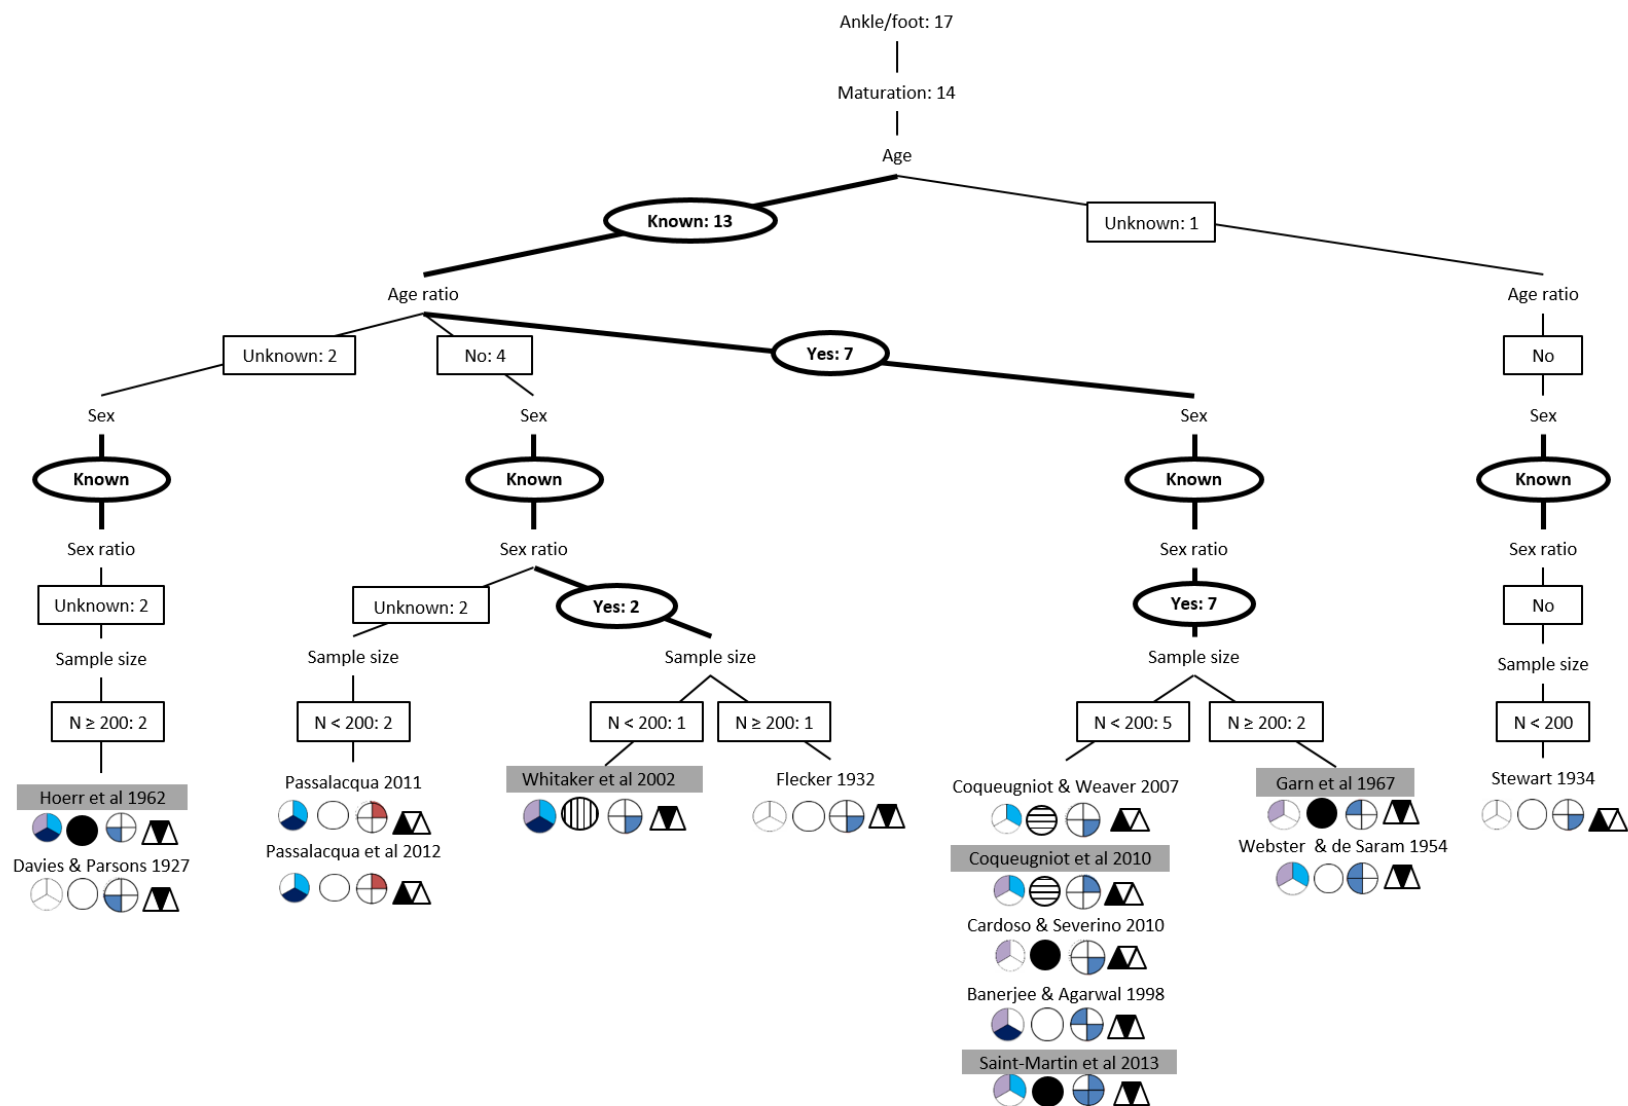 Ankle/foot: 17
Maturation: 14
Age
Known: 13
Unknown: 1
Age ratio
Age ratio
Unknown: 2
No: 4
Yes: 7
No
Sex
Sex
Sex
Sex
Known
Known
Known
Known
Sex ratio
Sex ratio
Sex ratio
Sex ratio
Unknown: 2
Unknown: 2
Yes: 2
Yes: 7
No
Sample size
Sample size
Sample size
Sample size
Sample size
N ≥ 200: 2
N < 200: 2
N < 200: 1
N ≥ 200: 1
N < 200: 5
N ≥ 200: 2
N < 200
Hoerr et al 1962
Davies & Parsons 1927
Passalacqua 2011
Passalacqua et al 2012
Whitaker et al 2002
Flecker 1932
Coqueugniot & Weaver 2007
Coqueugniot et al 2010
Cardoso & Severino 2010
Banerjee & Agarwal 1998
Saint-Martin et al 2013
Garn et al 1967
Webster & de Saram 1954
Stewart 1934